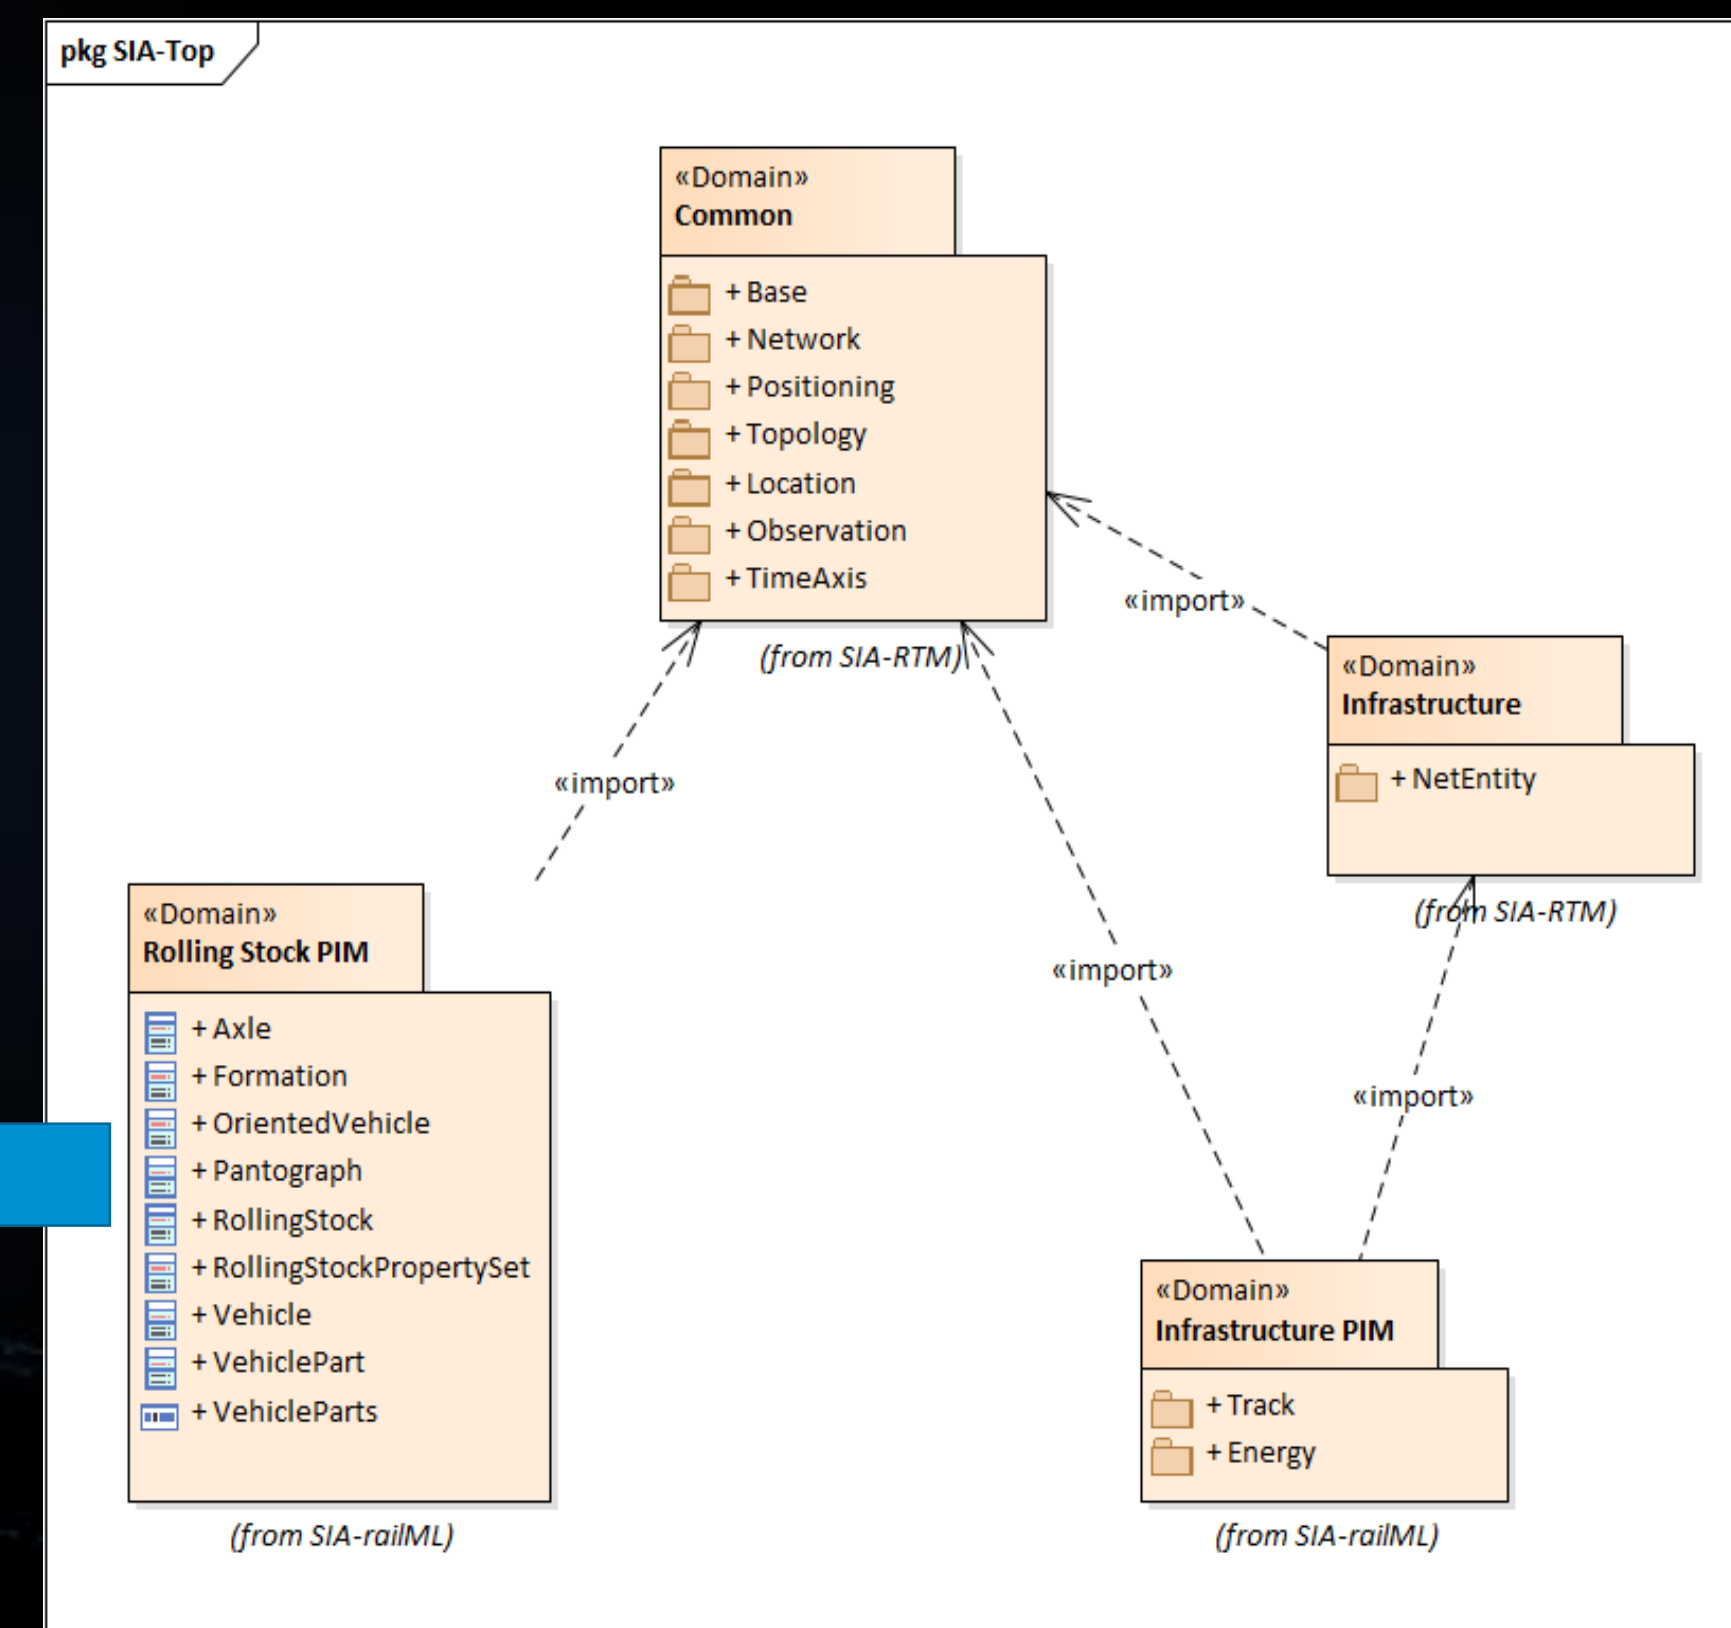 pkg SIA-Top
«Domain»
Common
+ Base
+ Network
+ Positioning
+ Topology
+ Location
+ Observation
+ TimeAxis
(from SIA-RTM)
«import»
«import»
«Domain»
Infrastructure
+ NetEntity
(from SIA-RTM)
«import»
«import»
«Domain»
Rolling Stock PIM
+ Axle
+ Formation
+ OrientedVehicle
+ Pantograph
+ RollingStock
+ RollingStockPropertySet
+ Vehicle
+ VehiclePart
+ VehicleParts
(from SIA-railML)
«Domain»
Infrastructure PIM
+ Track
+ Energy
(from SIA-railML)